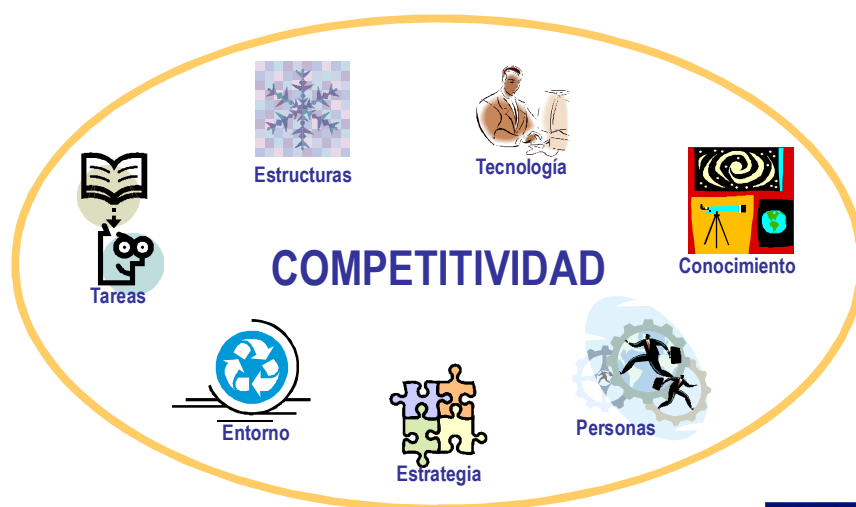 Estructuras
Tecnología
Conocimiento
Tareas
COMPETITIVIDAD
Entorno
Estrategia
Personas